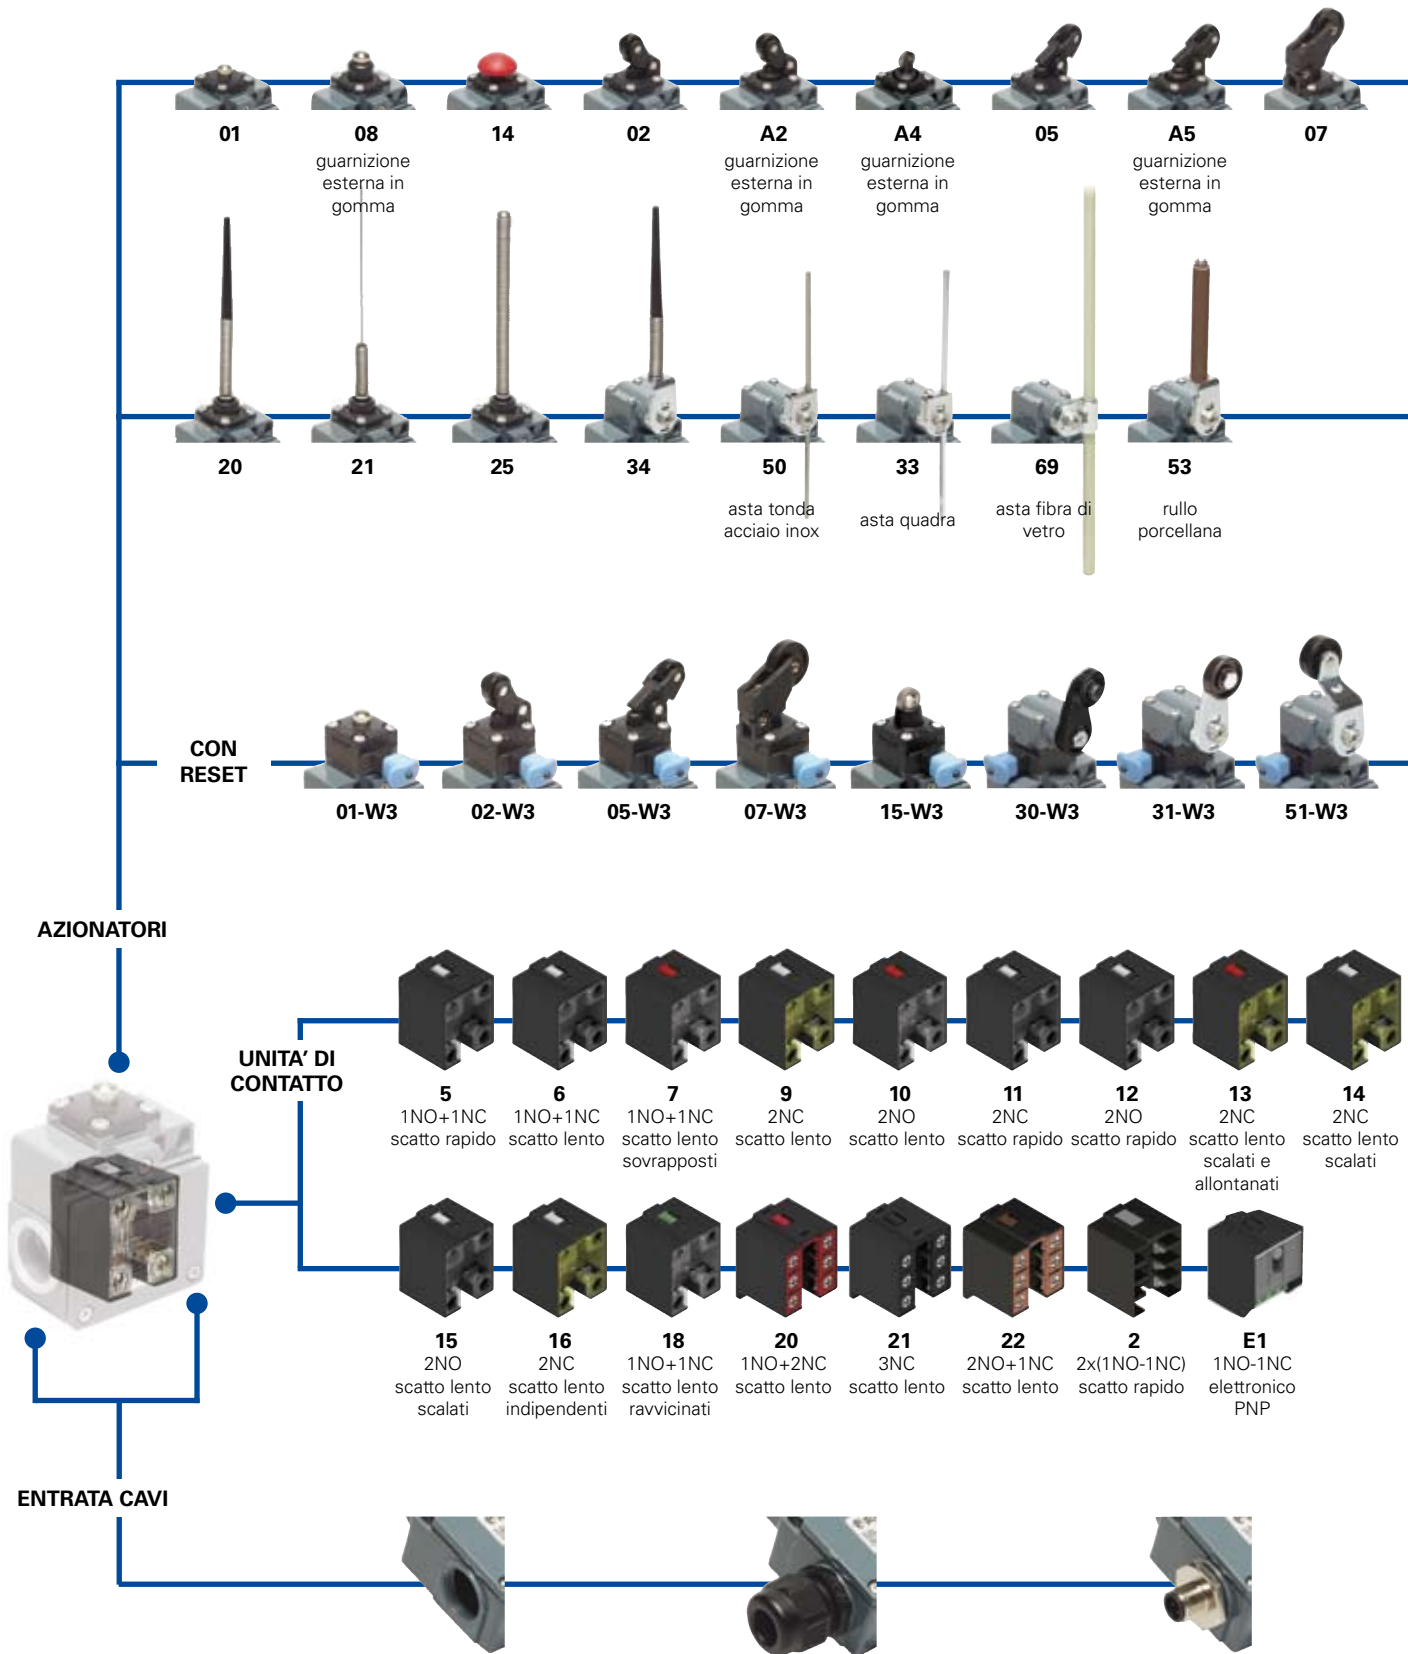 01 08 14 02 A2 A4 05 A5 07
guarnizione guarnizione guarnizione guarnizione
esterna in esterna in esterna in esterna in
gomma gomma gomma gomma
20 21 25 34 50 33 69 53
asta tonda asta quadra asta fibra di rullo
acciaio inox vetro porcellana
CON
RESET
01-W3 02-W3 05-W3 07-W3 15-W3 30-W3 31-W3 51-W3
AZIONATORI
UNITA' DI
CONTATTO
5 6 7 9 10 11 12 13 14
1NO+1NC 1NO+1NC 1NO+1NC 2NC 2NO 2NC 2NO 2NC 2NC
scatto rapido scatto lento scatto lento scatto lento scatto lento scatto rapido scatto rapido scatto lento scatto lento
sovrapposti scalati e scalati
allontanati
15 16 18 20 21 22 2 E1
2NO 2NC 1NO+1NC 1NO+2NC 3NC 2NO+1NC 2x(1NO-1NC) 1NO-1NC
scatto lento scatto lento scatto lento scatto lento scatto lento scatto lento scatto rapido elettronico
scalati indipendenti ravvicinati PNP
ENTRATA CAVI